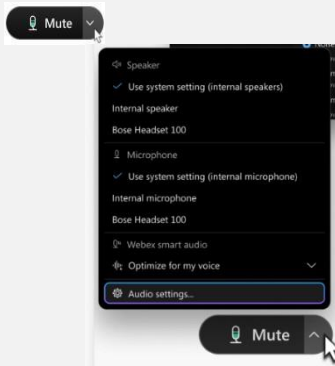 Mute
None
Speaker
Use system setting (internal speakers)
Internal speaker
Bose Headset 100
Microphone
Use system setting (internal microphone)
Internal microphone
Bose Headset 100
Webex smart audio
Optimize for my voice
Audio settings...
Mute